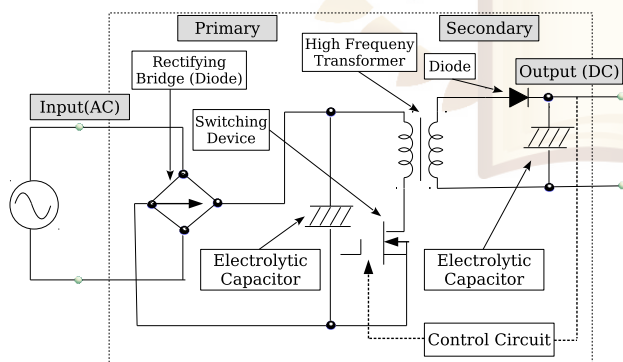 Primary
Secondary
High Frequeny
Transformer
Rectifying
Bridge (Diode)
Diode
Output (DC)
Input(AC)
Switching
Device
Electrolytic
Capacitor
Electrolytic
Capacitor
Control Circuit